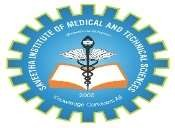 SAVEETHA INSTITUTE OF MEDICAL AND TECHNICAL SCIENCES
2005
Knowledge Conquers All